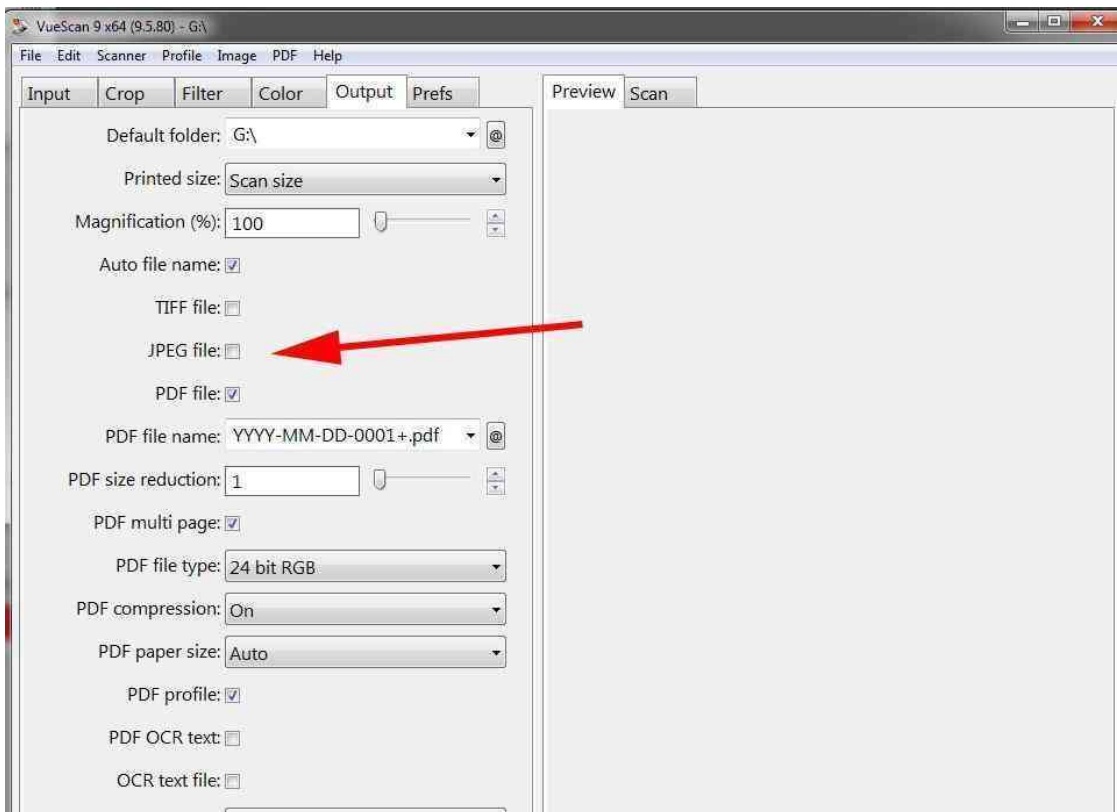 VueScan 9 x64 (9.5.80) - G:\
File Edit Scanner Profile Image PDF Help
Input Crop Filter Color Output Prefs Preview Scan
Default folder: G:\ @
Printed size: Scan size
Magnification (%): 100
Auto file name:
TIFF file:
JPEG file:
PDF file:
PDF file name: YYYY-MM-DD-0001+.pdf @
PDF size reduction: 1
PDF multi page:
PDF file type: 24 bit RGB
PDF compression: On
PDF paper size: Auto
PDF profile:
PDF OCR text:
OCR text file: